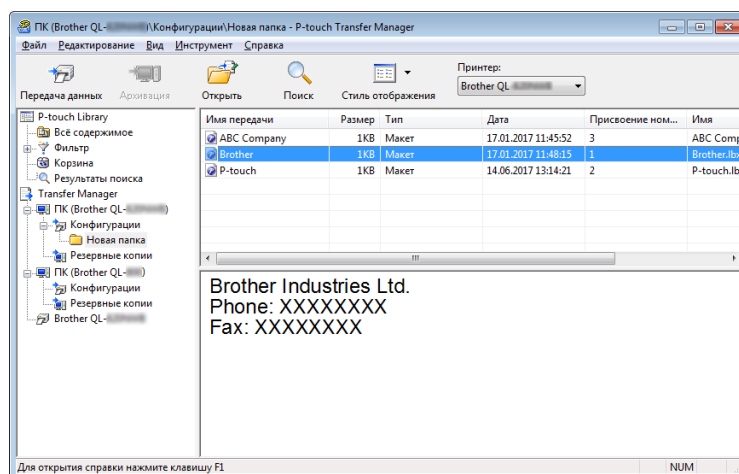 ПК (Brother QL- )\Конфигурации\Новая папка - P-touch Transfer Manager
Файл Редактирование Вид Инструмент Справка
Передача данных Архивация Открыть Поиск Стиль отображения
Принтер:
Brother QL
P-touch Library
Всё содержимое
Фильтр
Корзина
Результаты поиска
Transfer Manager
ПК (Brother QL- )
Конфигурации
Новая папка
Резервные копии
ПК (Brother QL- )
Конфигурации
Резервные копии
Brother QL-
Имя передачи Размер Тип Дата Присвоение ном... Имя
ABC Company 1KB Макет 17.01.2017 11:45:52 3 ABC Comp
Brother 1KB Макет 17.01.2017 11:48:15 1 Brother.lbx
P-touch 1KB Макет 14.06.2017 13:14:21 2 P-touch.lb
Brother Industries Ltd.
Phone: XXXXXXXX
Fax: XXXXXXXX
Для открытия справки нажмите клавишу F1 NUM